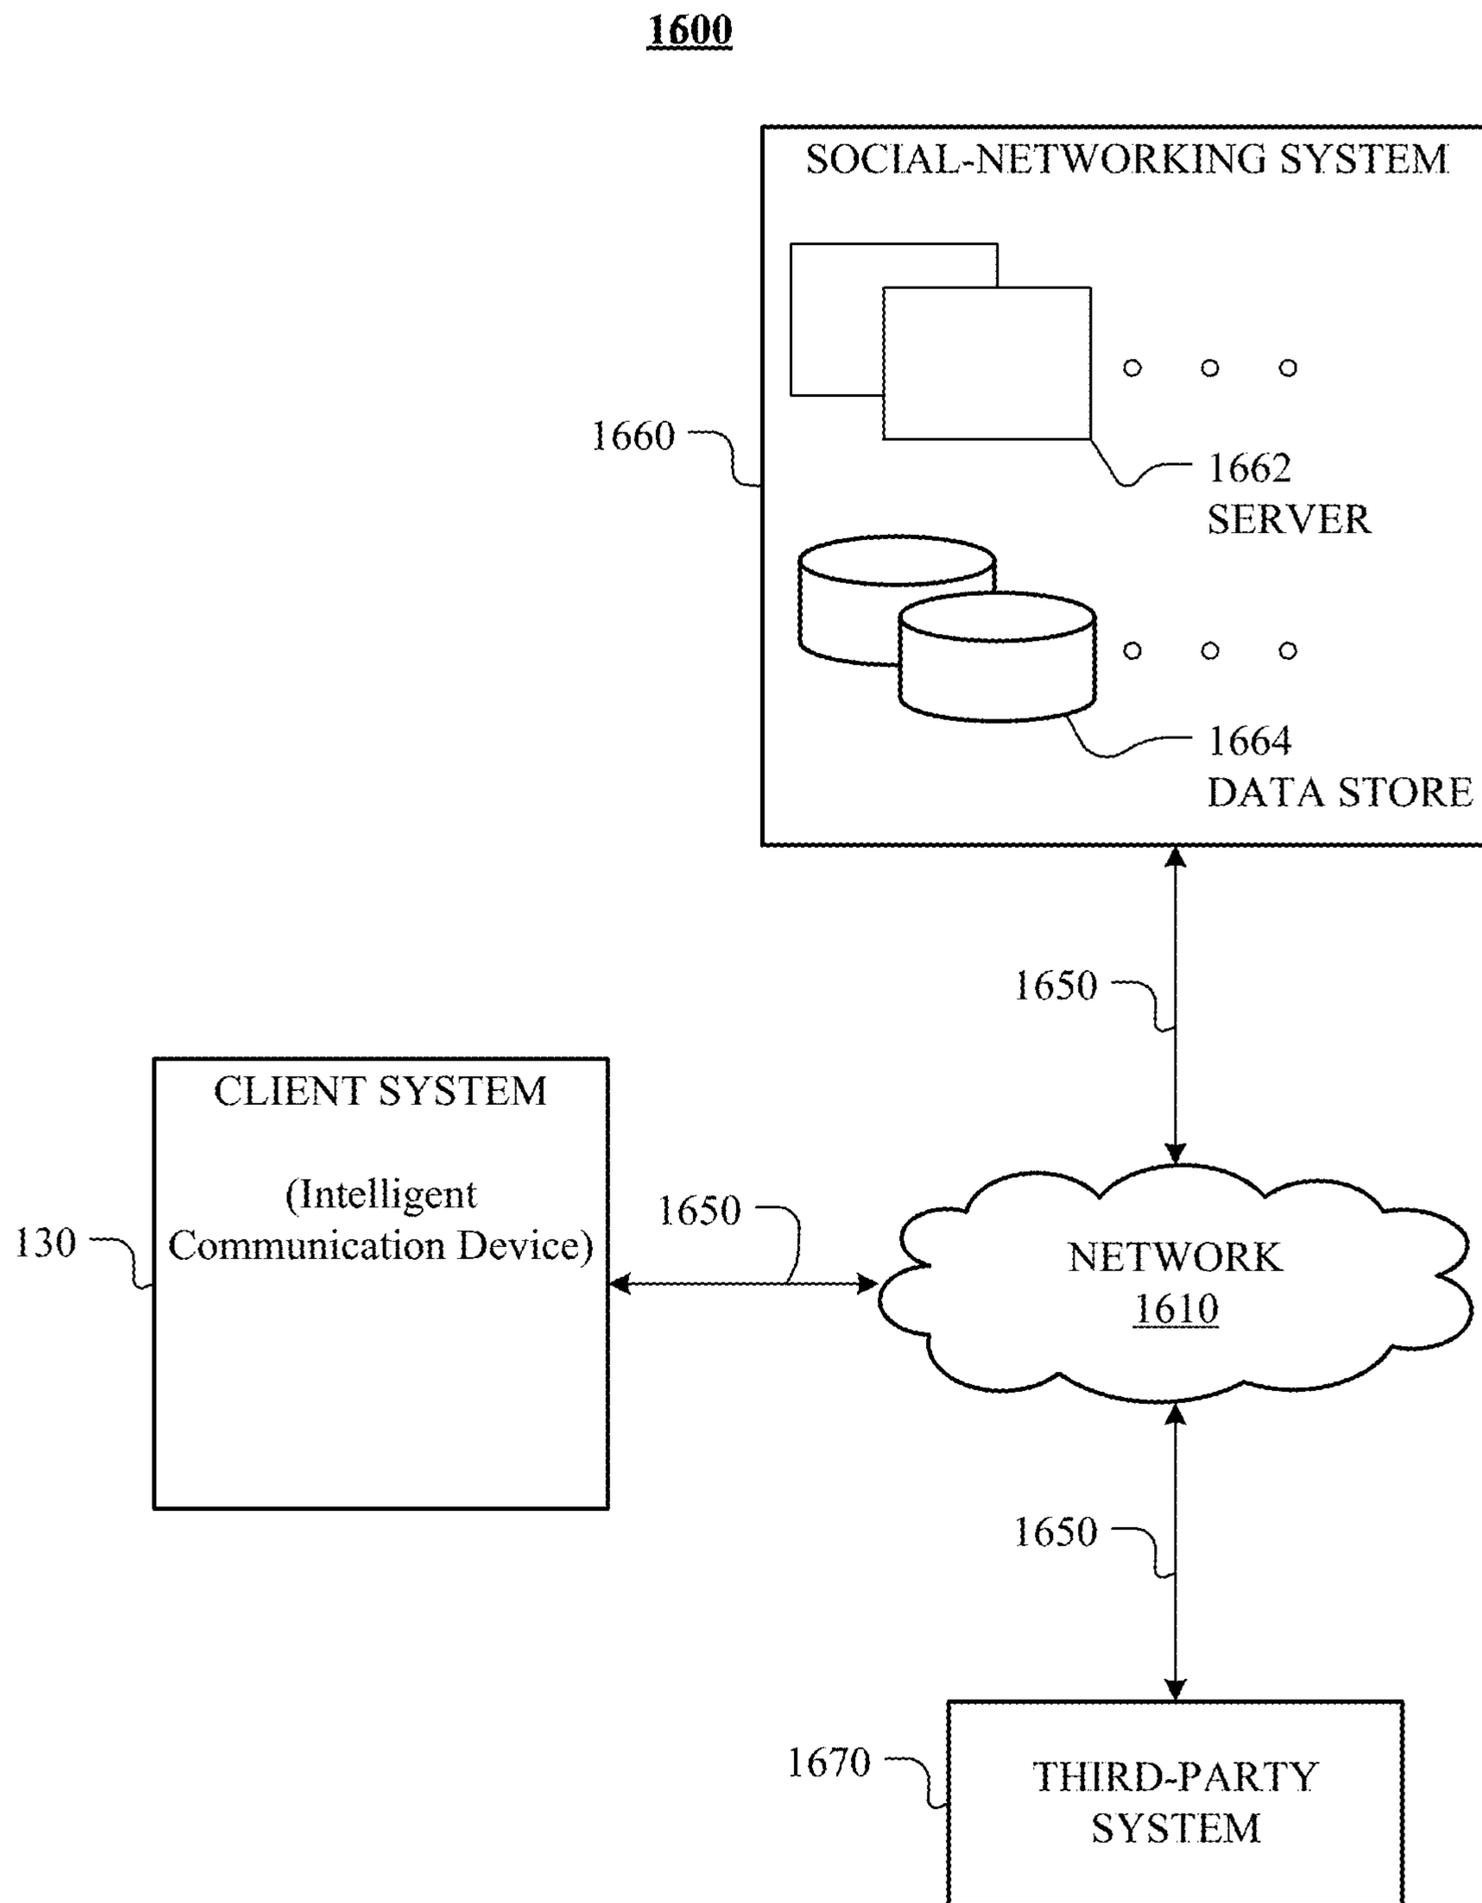 1600
SOCIAL-NETWORKING SYSTEM
1660
1662
SERVER
1664
DATA STORE
1650
CLIENT SYSTEM
(Intelligent
Communication Device)
130
1650
NETWORK
1610
1650
1670
THIRD-PARTY
SYSTEM